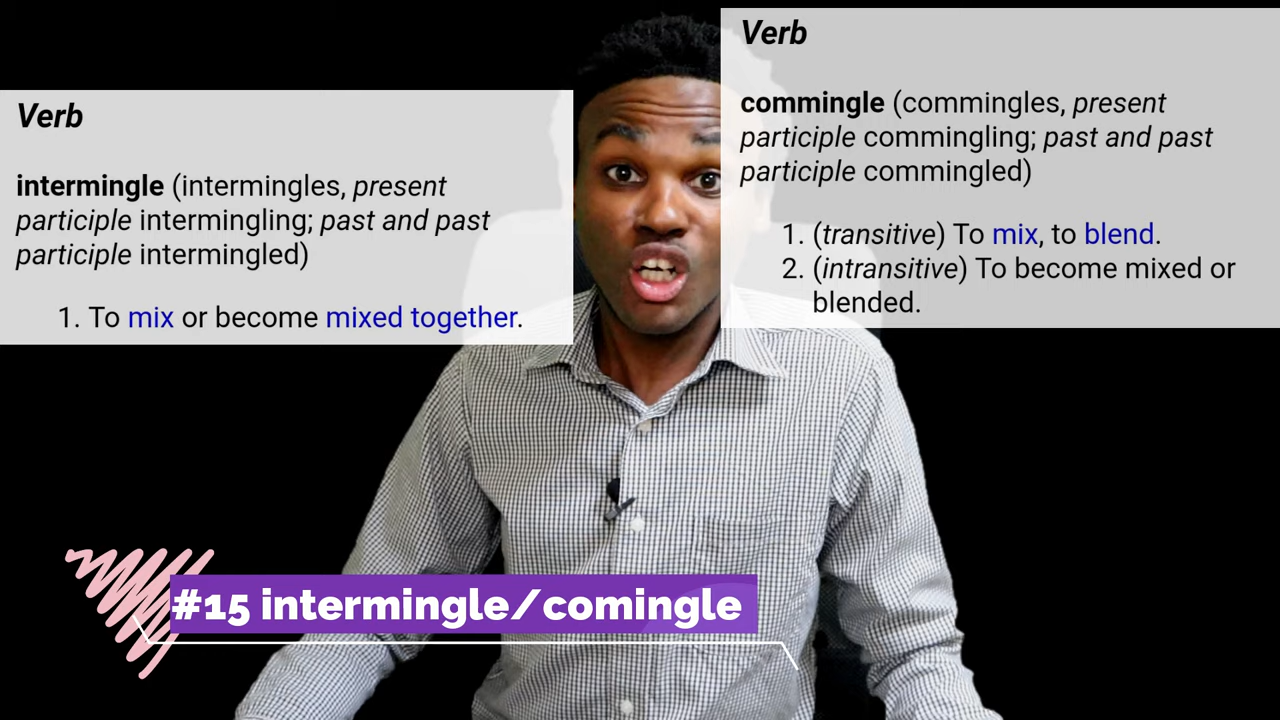 Verb
intermingle (intermingles, present
participle intermingling; past and past
participle intermingled)
1. To mix or become mixed together.
Verb
commingle (commingles, present
participle commingling; past and past
participle commingled)
1. (transitive) To mix, to blend.
2. (intransitive) To become mixed or
blended.
#15 intermingle/comingle